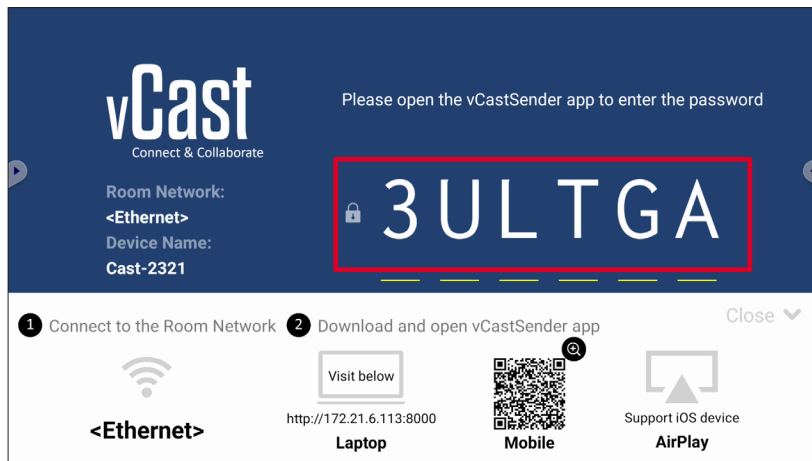 vCast
Connect & Collaborate
Please open the vCastSender app to enter the password
Room Network:
<Ethernet>
Device Name:
Cast-2321
3ULTGA
1 Connect to the Room Network
2 Download and open vCastSender app
Close
<Ethernet>
Visit below
http://172.21.6.113:8000
Laptop
Mobile
Support iOS device
AirPlay